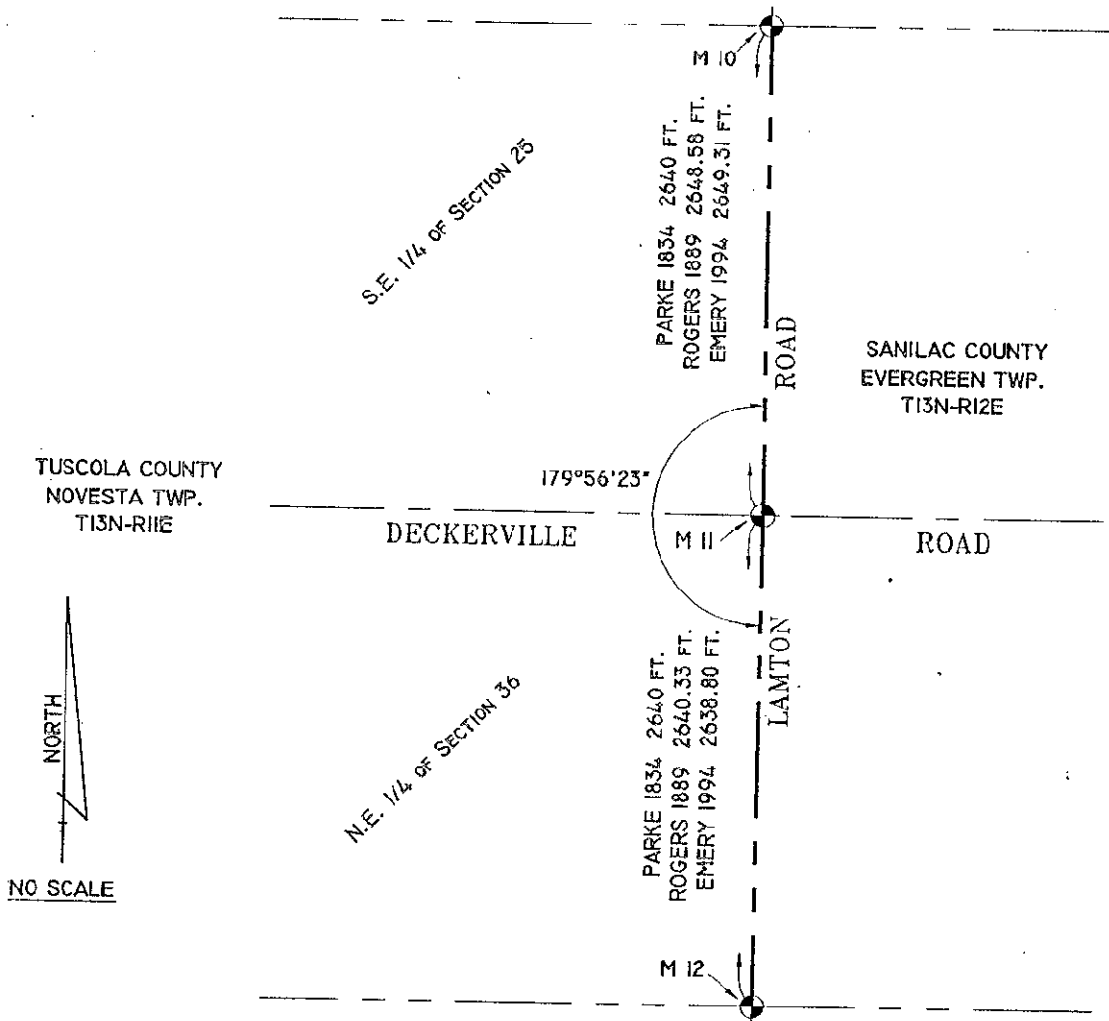 M 10
PARKE 1834 2640 FT.
ROGERS 1889 2648.58 FT.
EMERY 1994 2649.31 FT.
S.E. 1/4 OF SECTION 25
ROAD
SANILAC COUNTY
EVERGREEN TWP.
T13N-R12E
TUSCOLA COUNTY
NOVESTA TWP.
T13N-R11E
179°56'23"
DECKERVILLE
M 11
ROAD
LAMTON
PARKE 1834 2640 FT.
ROGERS 1889 2640.33 FT.
EMERY 1994 2638.80 FT.
N.E. 1/4 OF SECTION 36
NORTH
NO SCALE
M 12